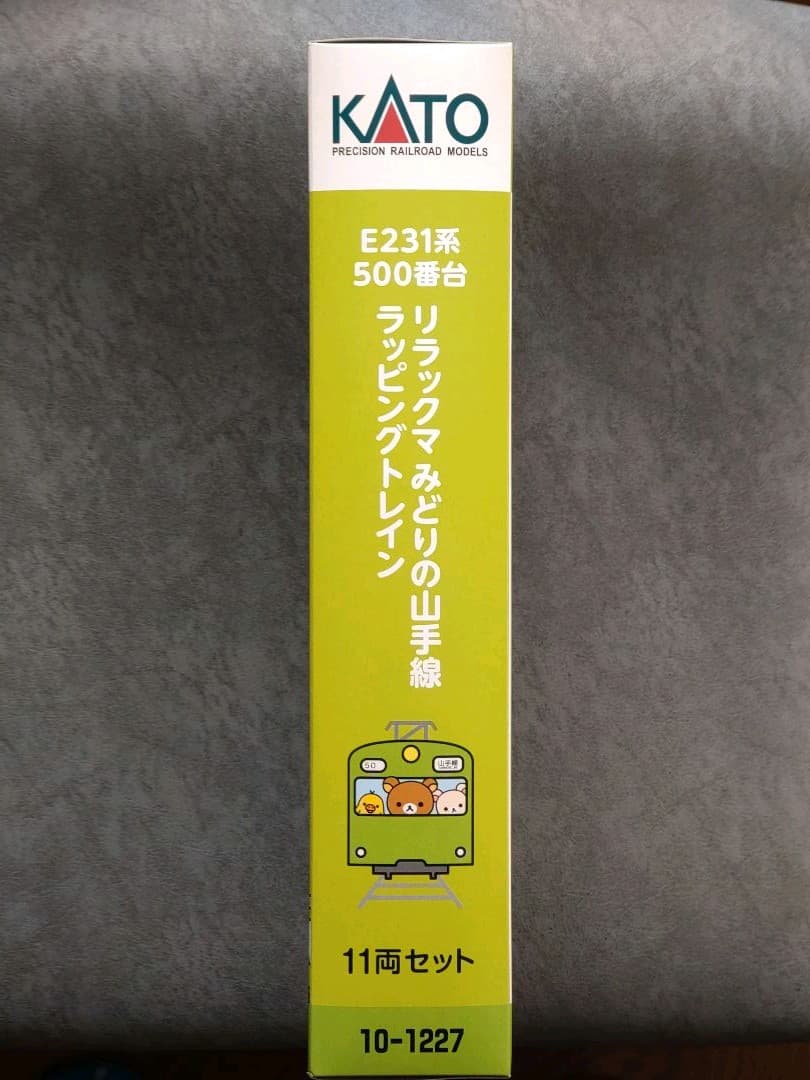 KATO
PRECISION RAILROAD MODELS
E231系
500番台
リラックマ みどりの山手線
ラッピングトレイン
50
山手線
11両セット
10-1227